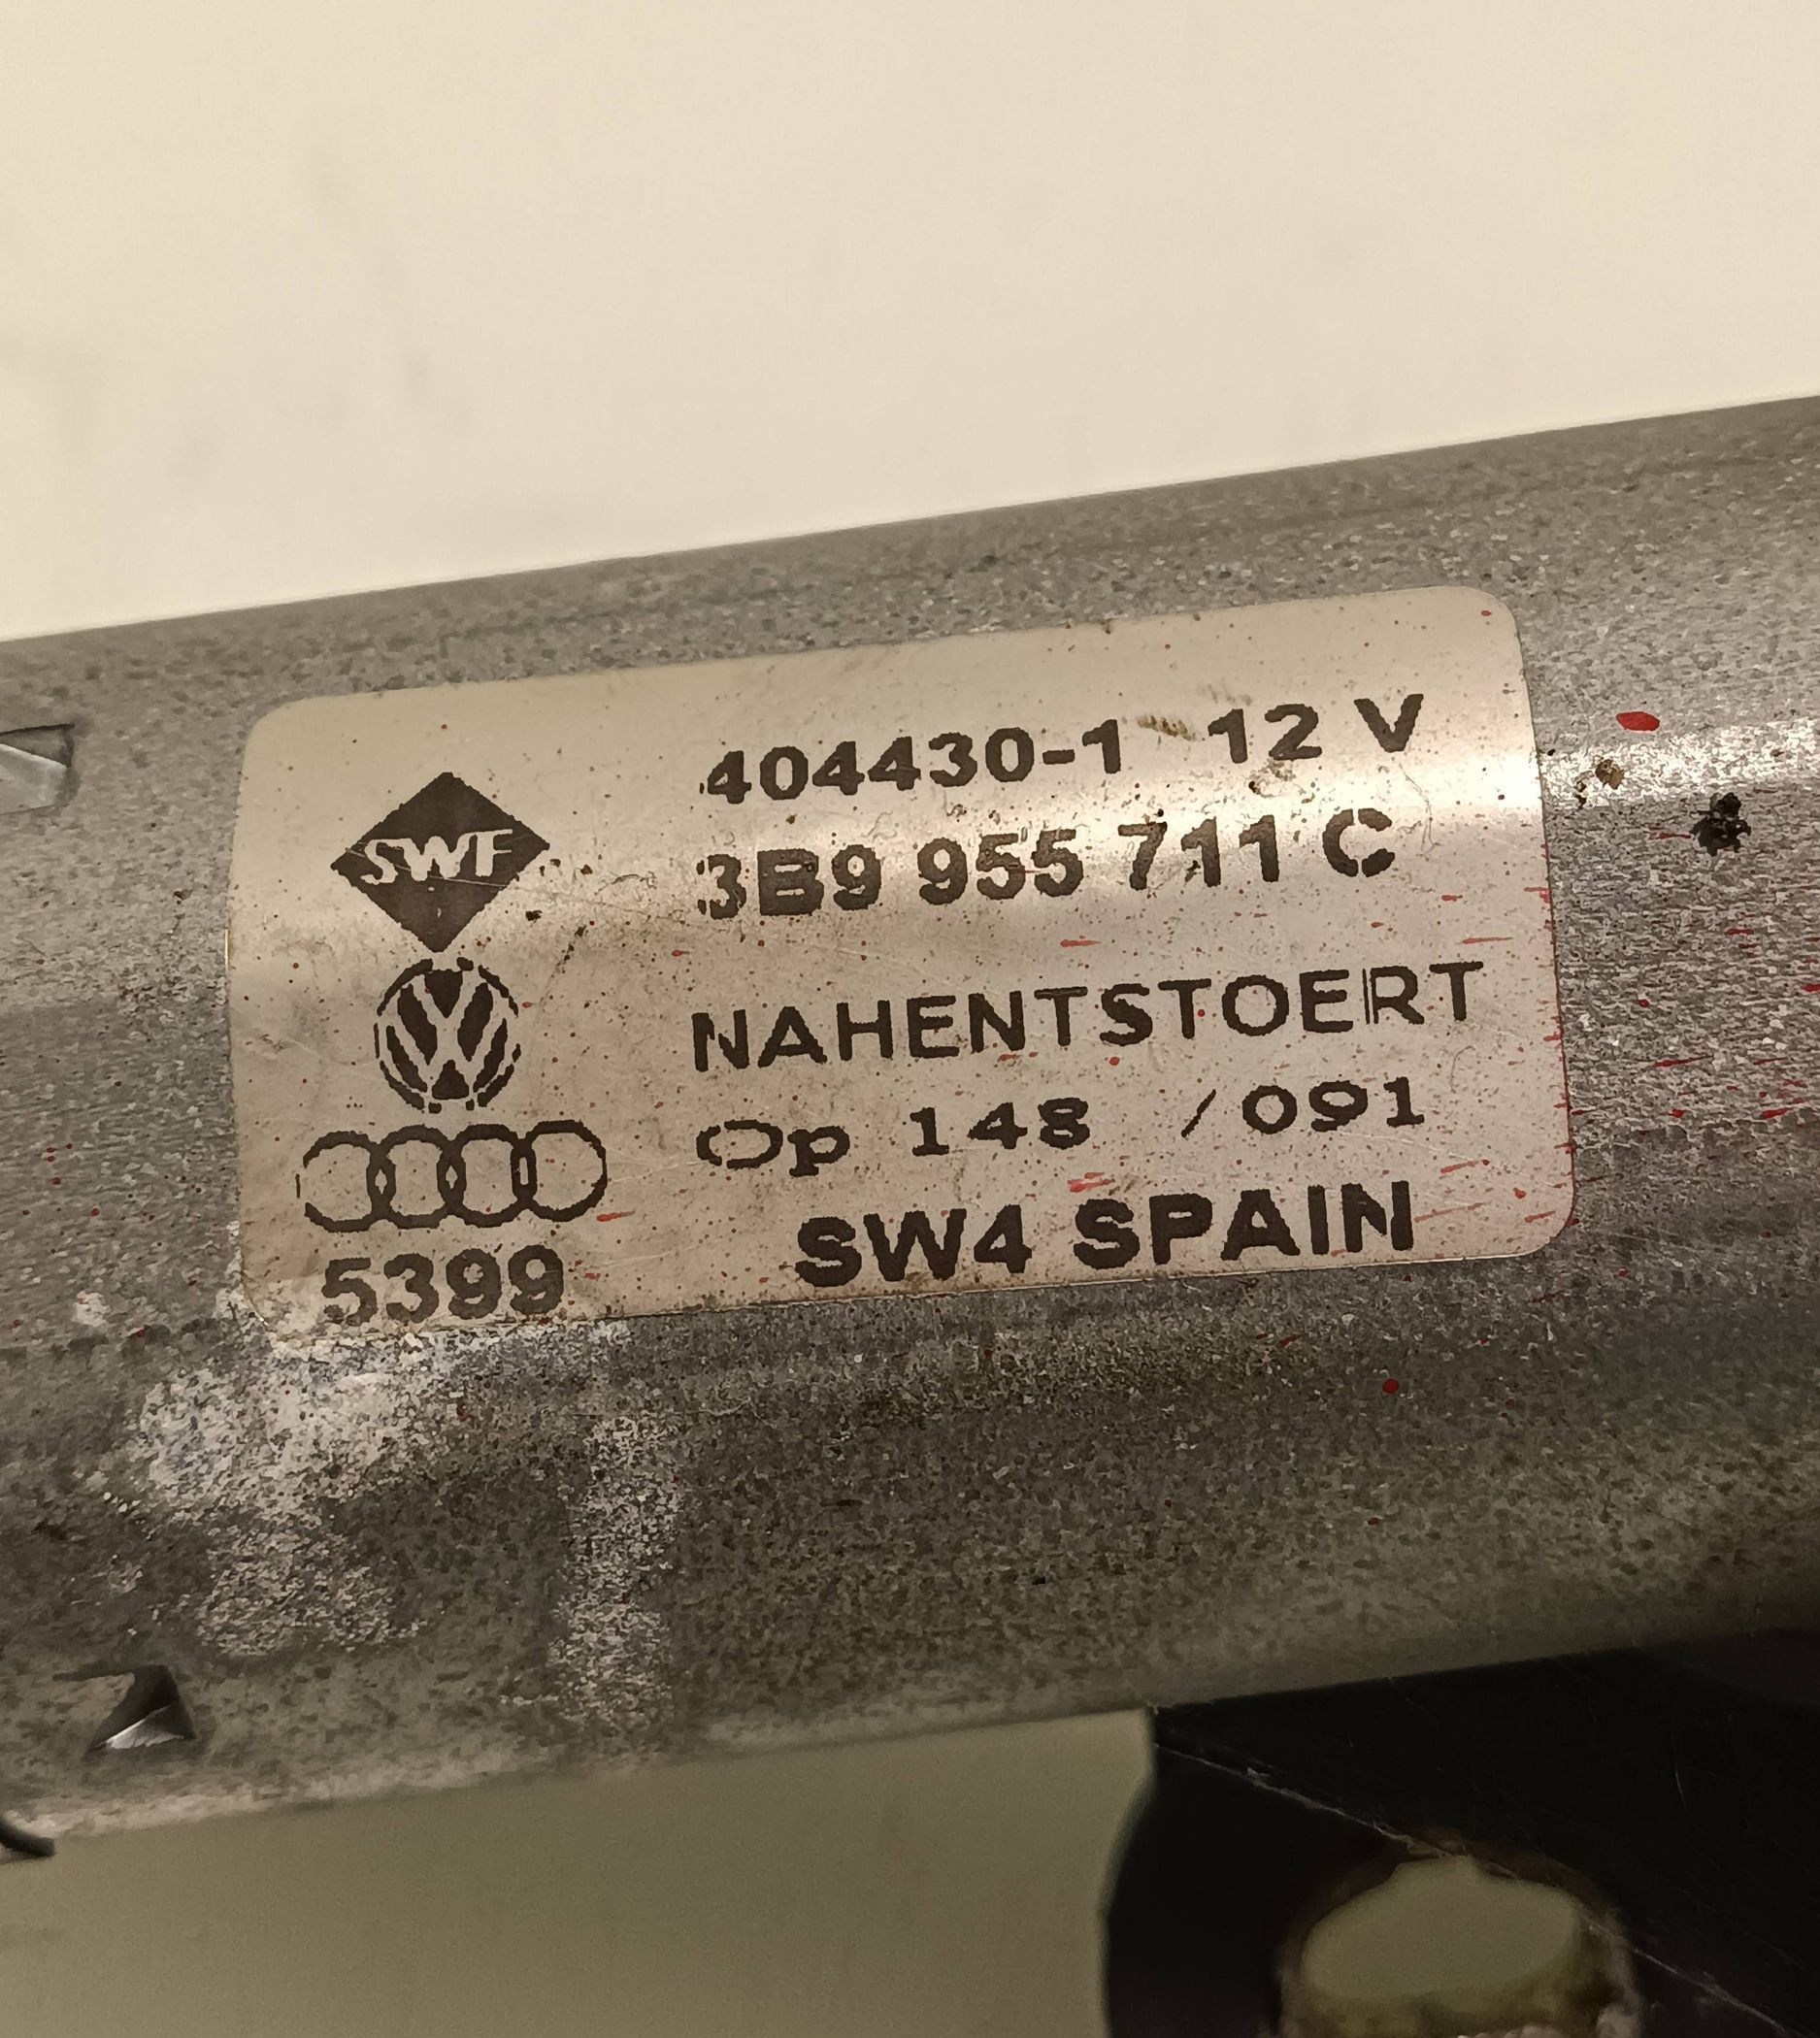 404430-1 12 V
SWF
3B9 955 711 C
NAHENTSTOERT
Op 148 /091
SW4 SPAIN
5399